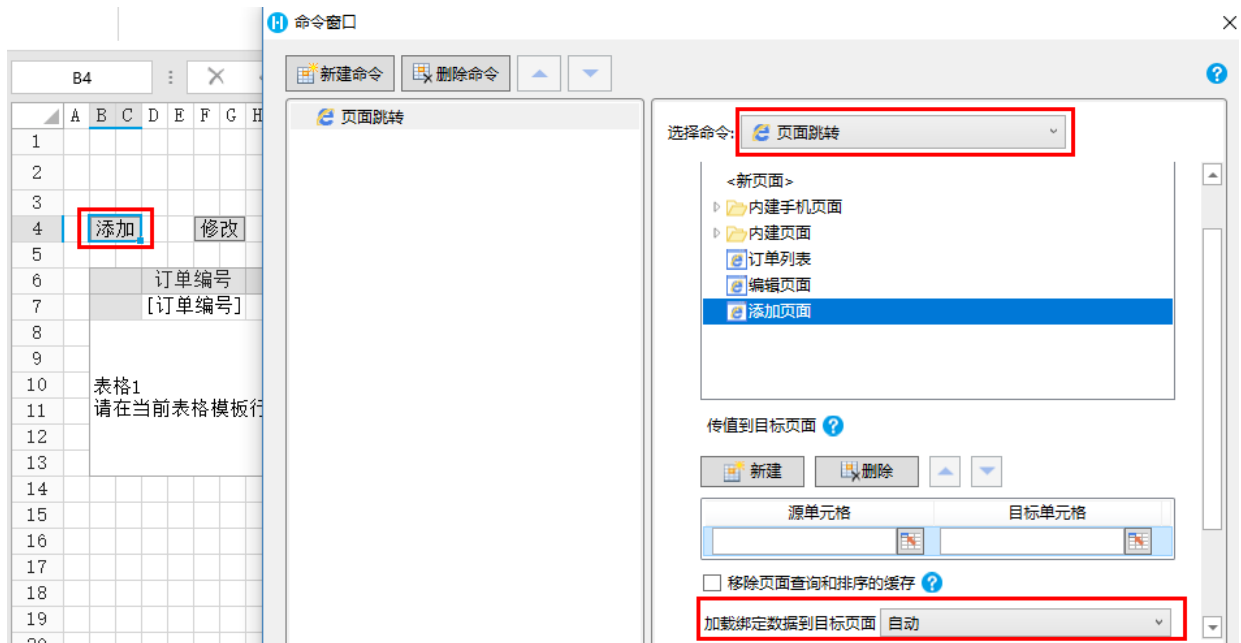 命令窗口
B4
新建命令
删除命令
A B C D E F G H
页面跳转
选择命令:
页面跳转
1
2
<新页面>
3
内建手机页面
4
添加
修改
内建页面
5
订单列表
6
订单编号
编辑页面
7
[订单编号]
添加页面
8
9
10
表格1
11
请在当前表格模板行
传值到目标页面
12
13
新建
删除
14
15
源单元格
目标单元格
16
17
18
移除页面查询和排序的缓存
19
加载绑定数据到目标页面
自动
20